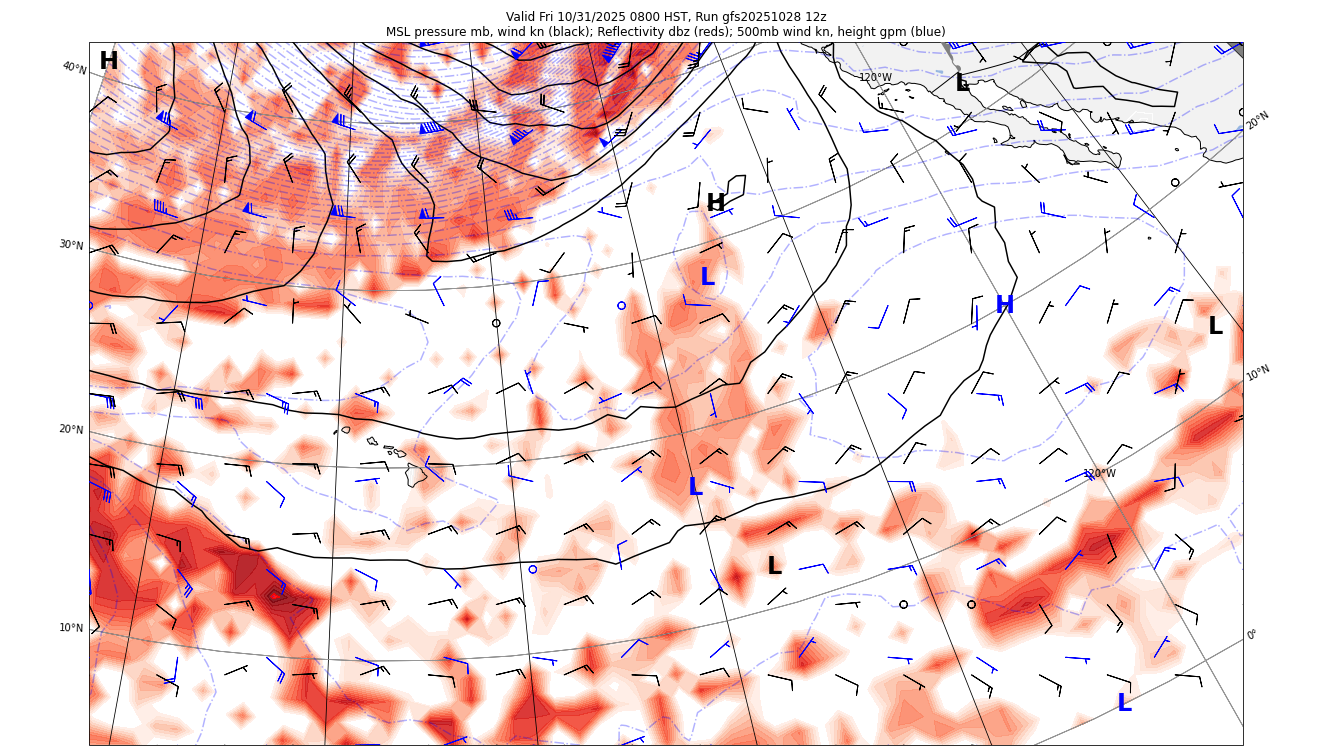 Valid Fri 10/31/2025 0800 HST, Run gfs20251028 12z
MSL pressure mb, wind kn (black); Reflectivity dbz (reds); 500mb wind kn, height gpm (blue)
H
40°N
120°W
L
20°N
H
30°N
L
H
L
10°N
20°N
120°W
L
L
10°N
0°
L